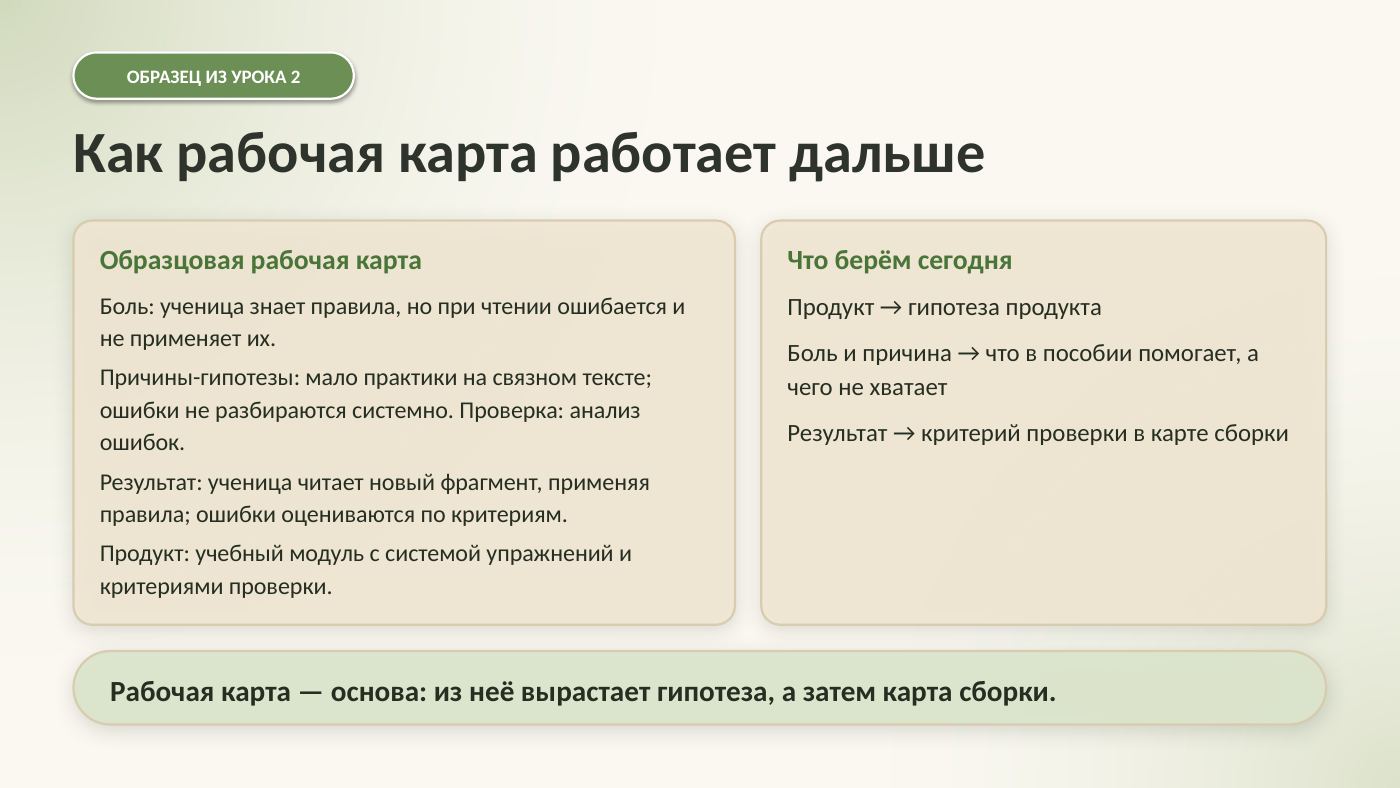 ОБРАЗЕЦ ИЗ УРОКА 2
Как рабочая карта работает дальше
Образцовая рабочая карта
Боль: ученица знает правила, но при чтении ошибается и
не применяет их.
Причины-гипотезы: мало практики на связном тексте;
ошибки не разбираются системно. Проверка: анализ
ошибок.
Результат: ученица читает новый фрагмент, применяя
правила; ошибки оцениваются по критериям.
Продукт: учебный модуль с системой упражнений и
критериями проверки.
Что берём сегодня
Продукт → гипотеза продукта
Боль и причина → что в пособии помогает, а
чего не хватает
Результат → критерий проверки в карте сборки
Рабочая карта — основа: из неё вырастает гипотеза, а затем карта сборки.